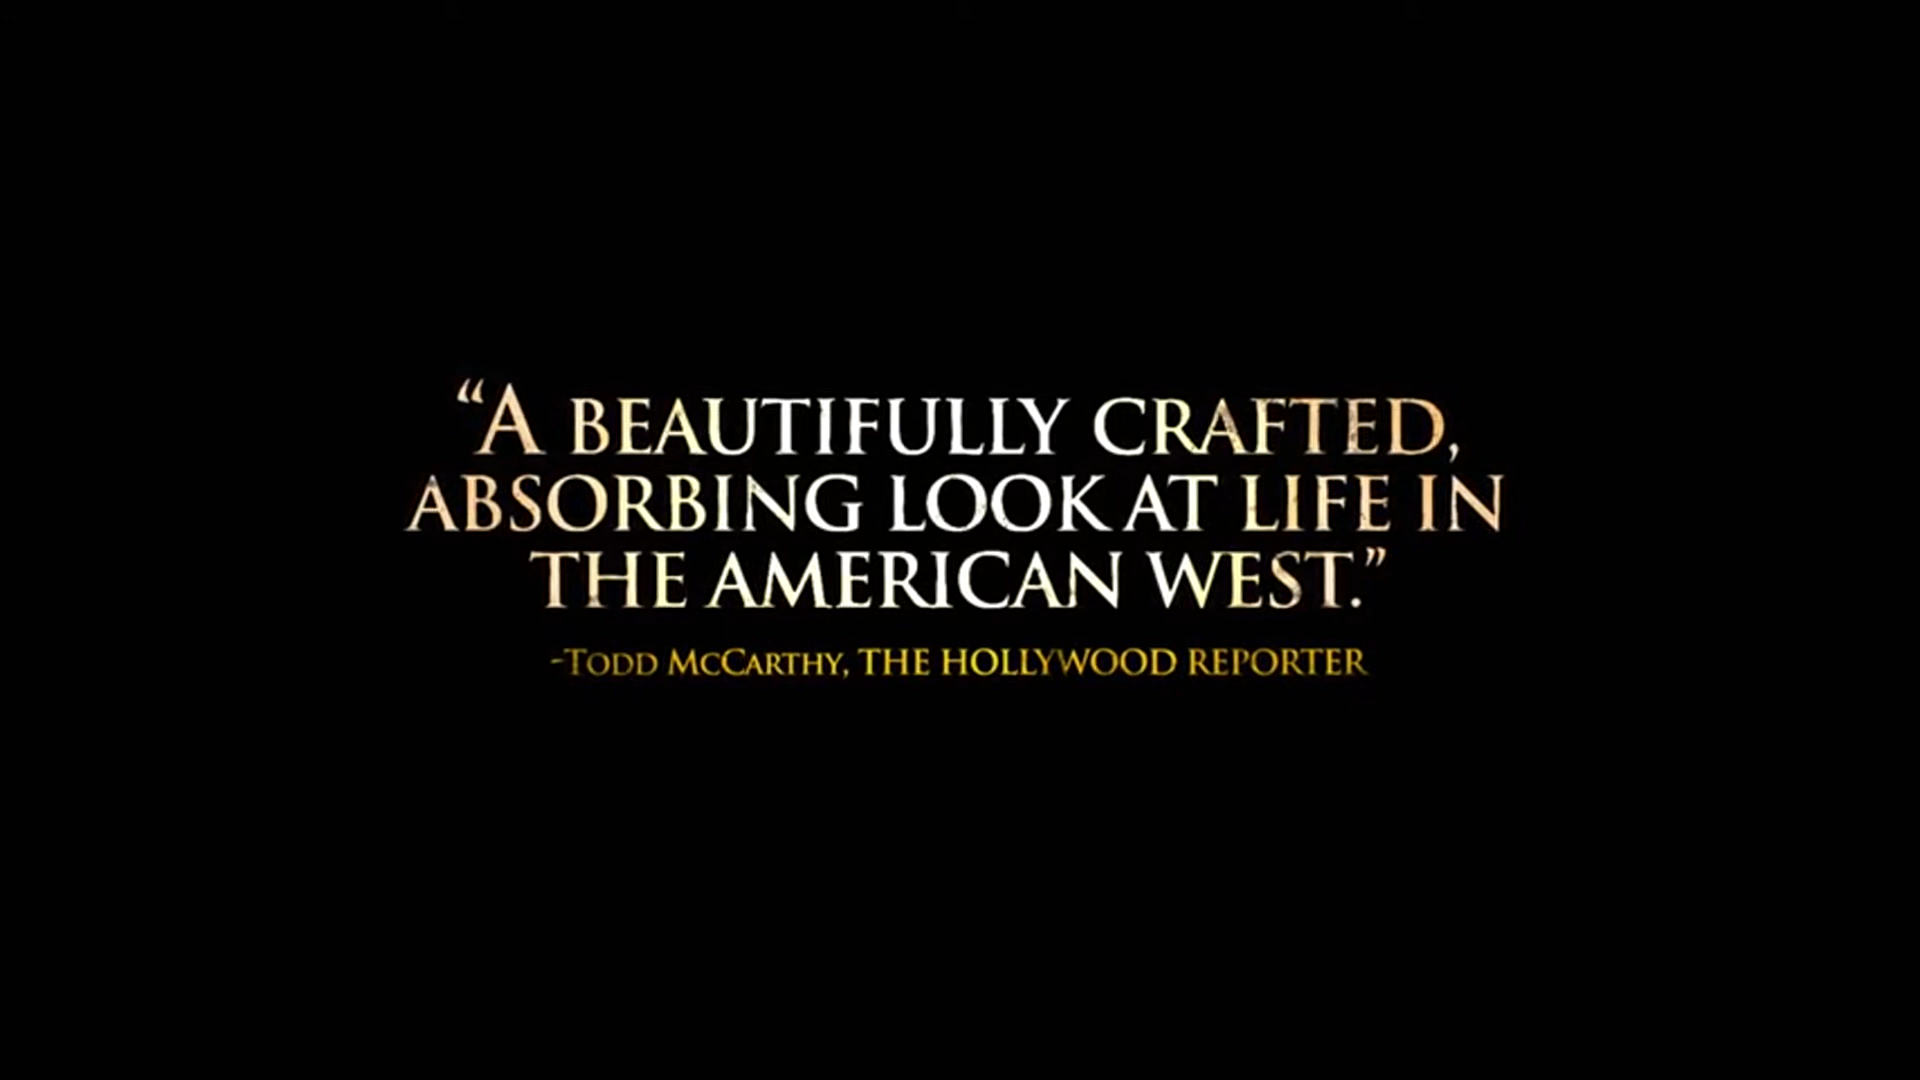 “A BEAUTIFULLY CRAFTED,
ABSORBING LOOK AT LIFE IN
THE AMERICAN WEST.”
-TODD MCCARTHY, THE HOLLYWOOD REPORTER